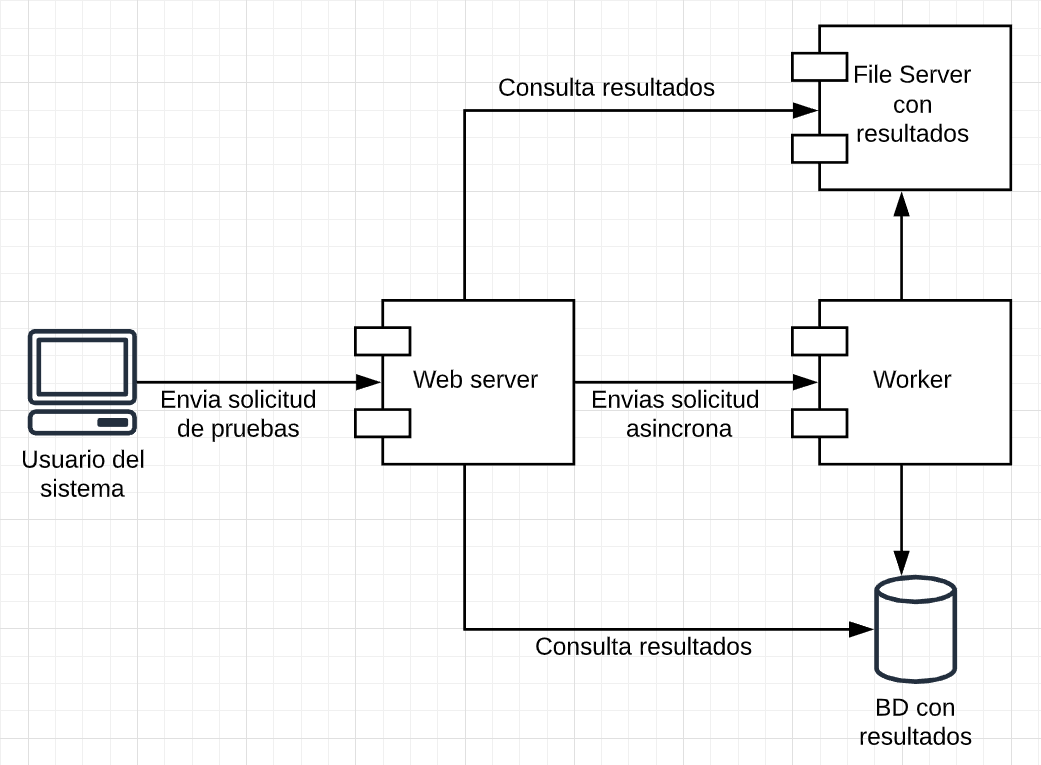 Consulta resultados
File Server
con
resultados
Web server
Worker
Envia solicitud
de pruebas
Envias solicitud
asincrona
Usuario del
sistema
Consulta resultados
BD con
resultados